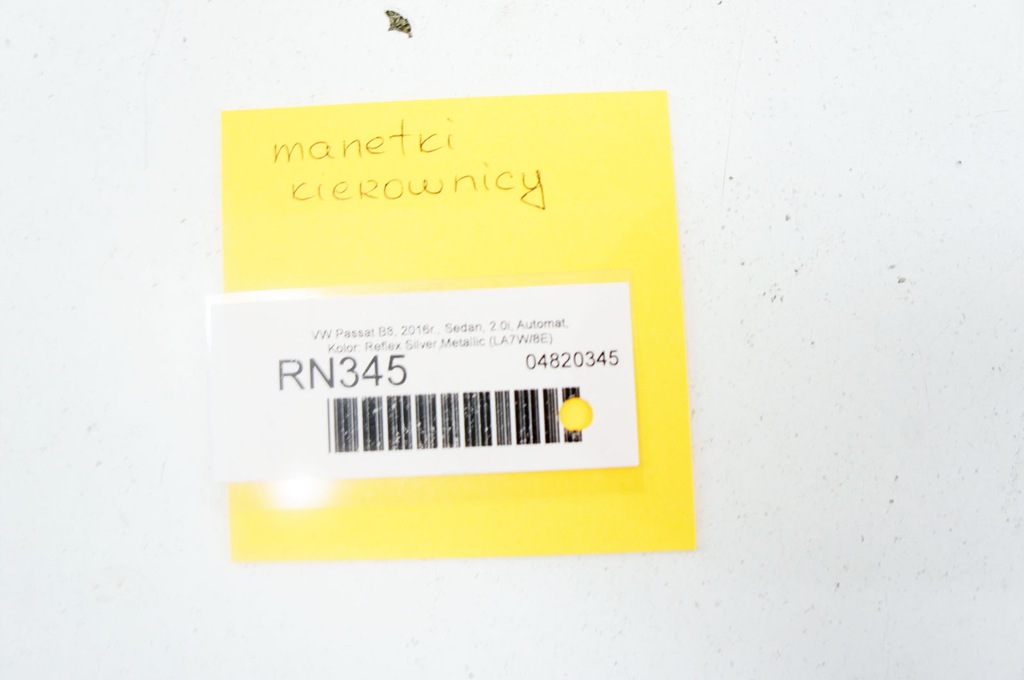 manetki
kierownicy
VW Passat B8, 2016r., Sedan, 2.0i, Automat,
Kolor: Reflex Silver,Metallic (LA7W/8E)
RN345
04820345